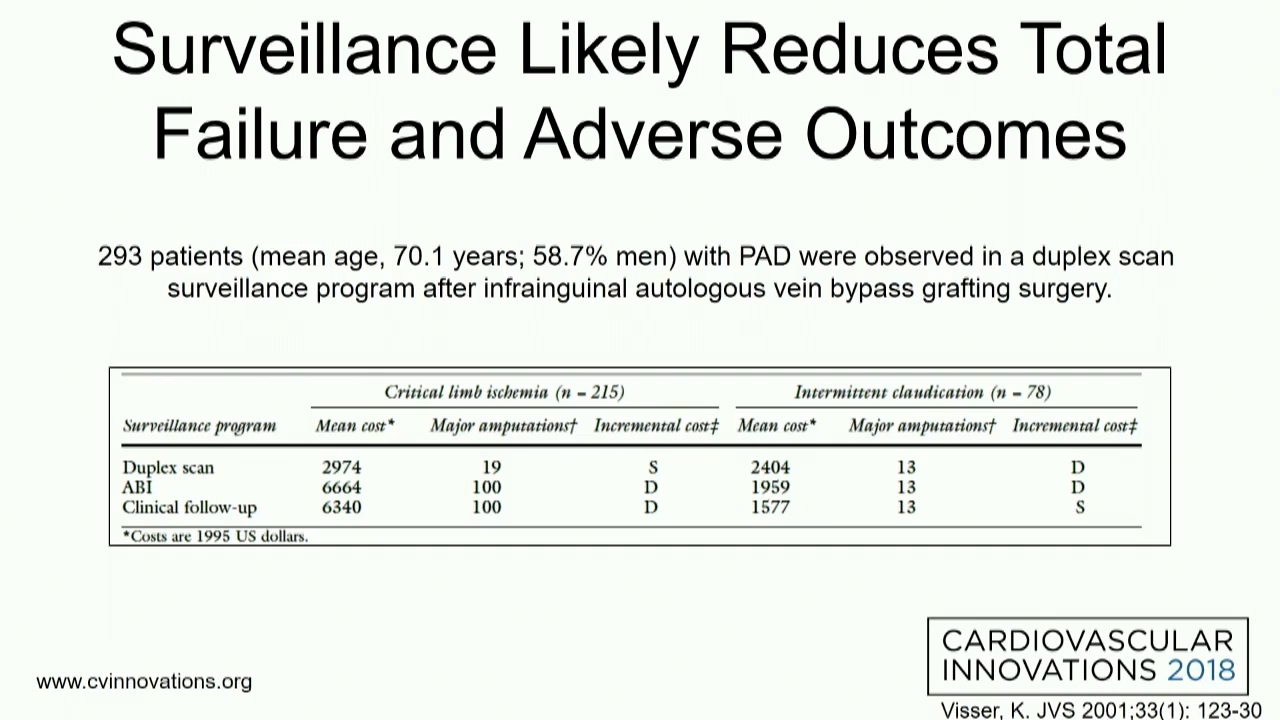 Surveillance Likely Reduces Total
Failure and Adverse Outcomes
293 patients (mean age, 70.1 years; 58.7% men) with PAD were observed in a duplex scan
surveillance program after infrainguinal autologous vein bypass grafting surgery.
Critical limb ischemia (n – 215) Intermittent claudication (n – 78)
Surveillance program Mean cost* Major amputations† Incremental cost‡ Mean cost* Major amputations† Incremental cost‡
Duplex scan 2974 19 S 2404 13 D
ABI 6664 100 D 1959 13 D
Clinical follow-up 6340 100 D 1577 13 S
*Costs are 1995 US dollars.
CARDIOVASCULAR
INNOVATIONS 2018
www.cvinnovations.org
Visser, K. JVS 2001;33(1): 123-30